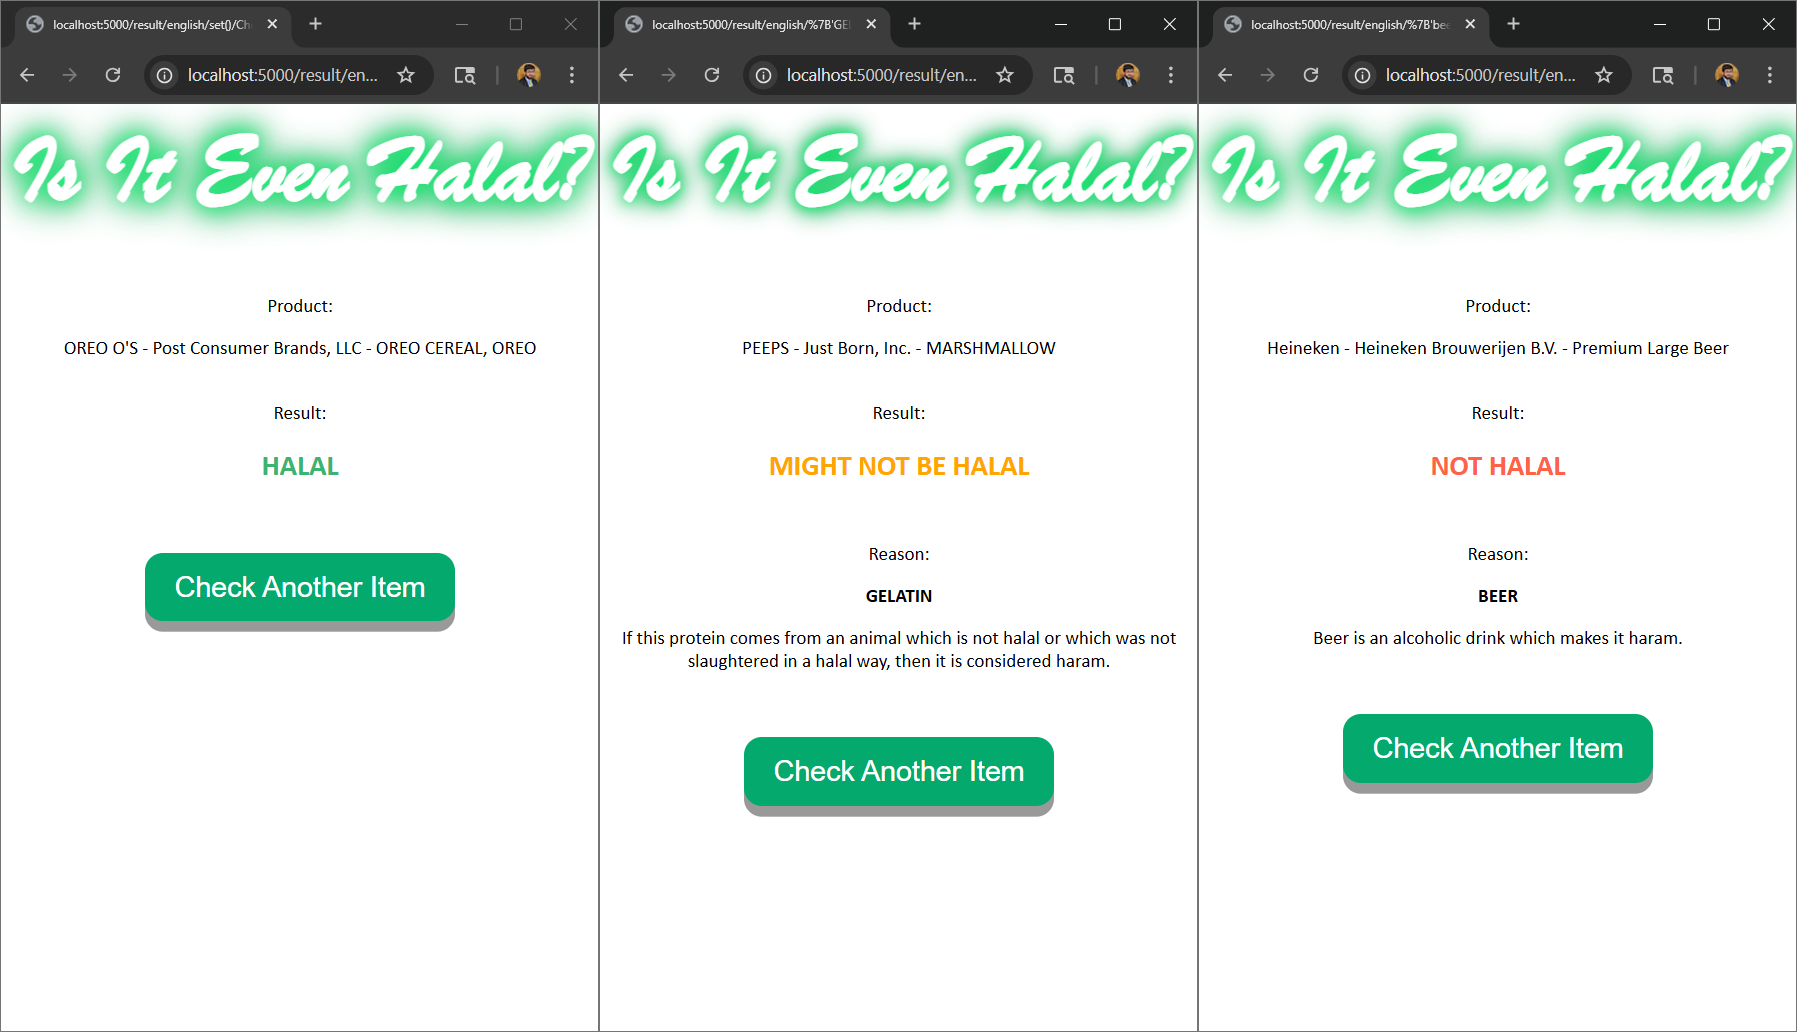 localhost:5000/result/english/set()/Ch
localhost:5000/result/en...
Is It Even Halal?
Product:
OREO O'S - Post Consumer Brands, LLC - OREO CEREAL, OREO
Result:
HALAL
Check Another Item
localhost:5000/result/english/%7B'GEL
localhost:5000/result/en...
Is It Even Halal?
Product:
PEEPS - Just Born, Inc. - MARSHMALLOW
Result:
MIGHT NOT BE HALAL
Reason:
GELATIN
If this protein comes from an animal which is not halal or which was not
slaughtered in a halal way, then it is considered haram.
Check Another Item
localhost:5000/result/english/%7B'bee
localhost:5000/result/en...
Is It Even Halal?
Product:
Heineken - Heineken Brouwerijen B.V. - Premium Large Beer
Result:
NOT HALAL
Reason:
BEER
Beer is an alcoholic drink which makes it haram.
Check Another Item